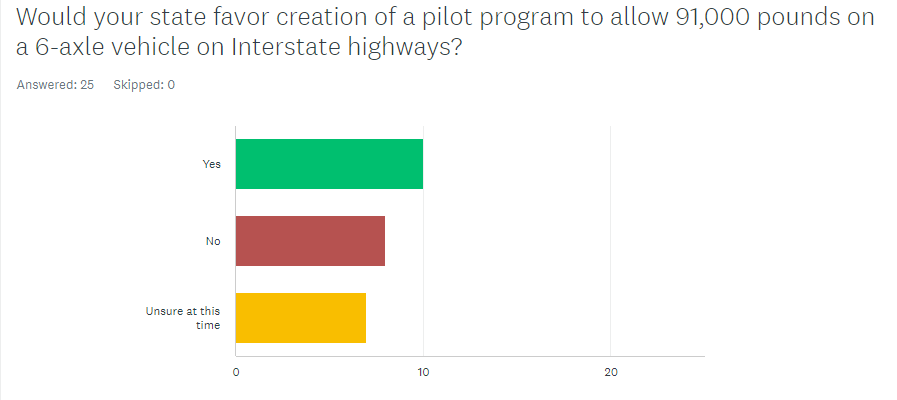 Would your state favor creation of a pilot program to allow 91,000 pounds on
a 6-axle vehicle on Interstate highways?
Answered: 25 Skipped: 0
Yes
No
Unsure at this
time
0 10 20